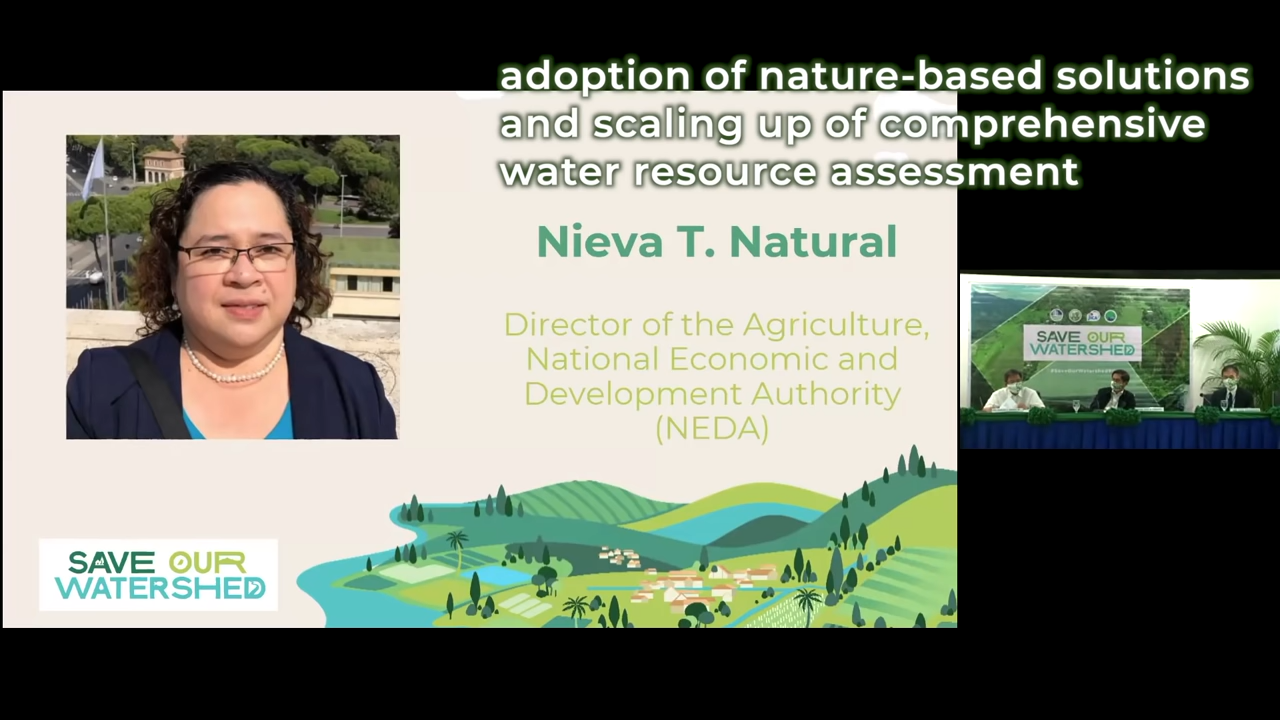 adoption of nature-based solutions
and scaling up of comprehensive
water resource assessment
Nieva T. Natural
Director of the Agriculture,
National Economic and
Development Authority
(NEDA)
SAVE OUR
WATERSHED
SAVE OUR
WATERSHED